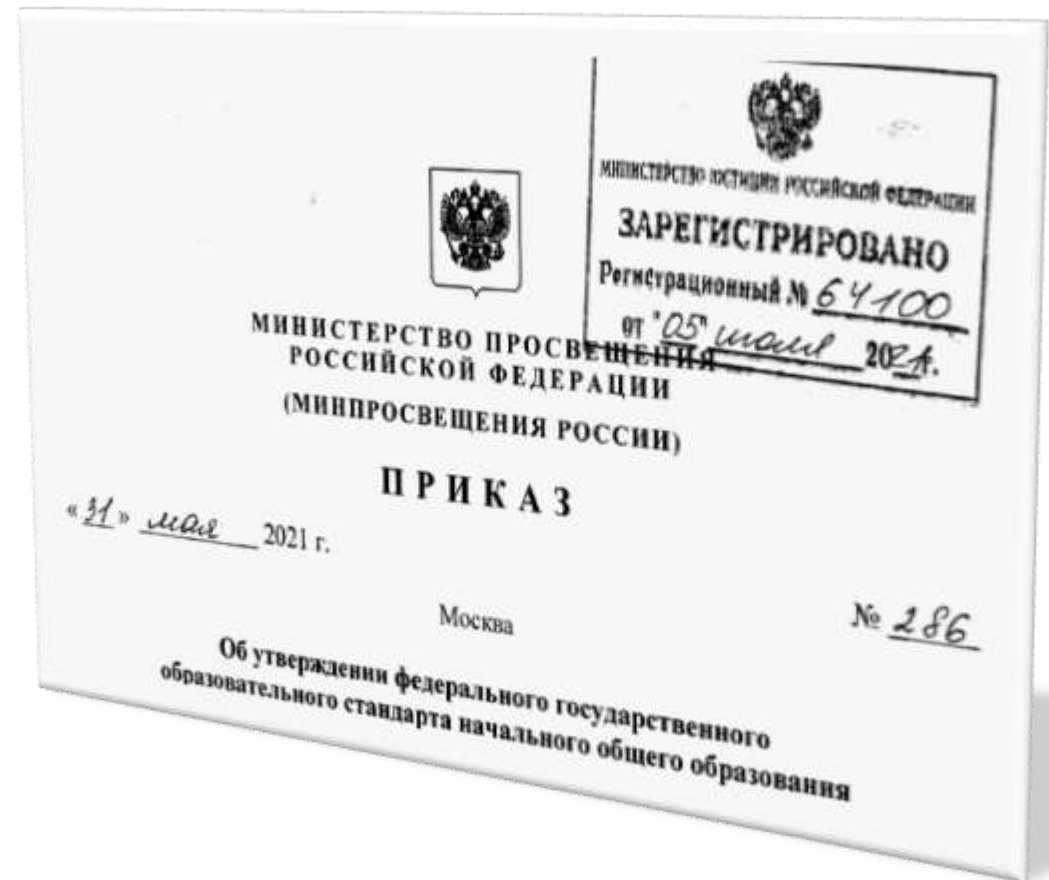 МИНИСТЕРСТВО ЮСТИЦИИ РОССИЙСКОЙ ФЕДЕРАЦИИ
ЗАРЕГИСТРИРОВАНО
Регистрационный № 64100
от "05" июля 2021г.
МИНИСТЕРСТВО ПРОСВЕЩЕНИЯ
РОССИЙСКОЙ ФЕДЕРАЦИИ
(МИНПРОСВЕЩЕНИЯ РОССИИ)
ПРИКАЗ
« 31 » мая 2021 г.
Москва
№ 286
Об утверждении федерального государственного
образовательного стандарта начального общего образования